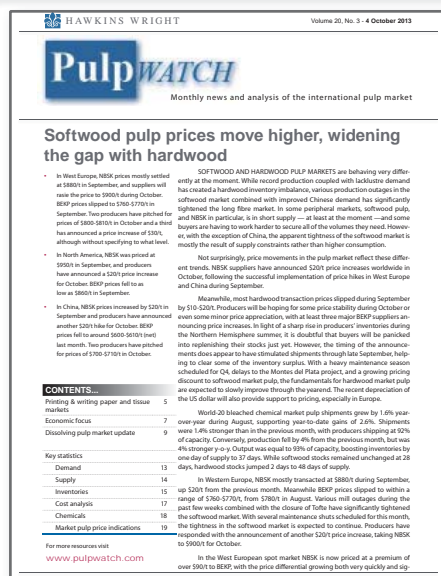 HAWKINS WRIGHT
Volume 20, No. 3 - 4 October 2013
PulpWATCH
Monthly news and analysis of the international pulp market
Softwood pulp prices move higher, widening
the gap with hardwood
• In West Europe, NBSK prices mostly settled
at $880/t in September, and suppliers will
rasie the price to $900/t during October.
BEKP prices slipped to $760-$770/t in
September. Two producers have pitched for
prices of $800-$810 in October and a third
has announced a price increase of $30/t,
although without specifying to what level.
• In North America, NBSK was priced at
$950/t in September, and producers
have announced a $20/t price increase
for October. BEKP prices fell to as
low as $860/t in September.
• In China, NBSK prices increased by $20/t in
September and producers have announced
another $20/t hike for October. BEKP
prices fell to around $600-$610/t (net)
last month. Two producers have pitched
for prices of $700-$710/t in October.
CONTENTS...
Printing & writing paper and tissue 5
markets
Economic focus 7
Dissolving pulp market update 9
Key statistics
Demand 13
Supply 14
Inventories 15
Cost analysis 17
Chemicals 18
Market pulp price indications 19
For more resources visit
www.pulpwatch.com
SOFTWOOD AND HARDWOOD PULP MARKETS are behaving very differ-
ently at the moment. While record production coupled with lacklustre demand
has created a hardwood inventory imbalance, various production outages in the
softwood market combined with improved Chinese demand has significantly
tightened the long fibre market. In some peripheral markets, softwood pulp,
and NBSK in particular, is in short supply — at least at the moment —and some
buyers are having to work harder to secure all of the volumes they need. Howev-
er, with the exception of China, the apparent tightness of the softwood market is
mostly the result of supply constraints rather than higher consumption.
Not surprisingly, price movements in the pulp market reflect these differ-
ent trends. NBSK suppliers have announced $20/t price increases worldwide in
October, following the successful implementation of price hikes in West Europe
and China during September.
Meanwhile, most hardwood transaction prices slipped during September
by $10-$20/t. Producers will be hoping for some price stability during October or
even some minor price appreciation, with at least three major BEKP suppliers an-
nouncing price increases. In light of a sharp rise in producers' inventories during
the Northern Hemisphere summer, it is doubtful that buyers will be panicked
into replenishing their stocks just yet. However, the timing of the announce-
ments does appear to have stimulated shipments through late September, help-
ing to clear some of the inventory surplus. With a heavy maintenance season
scheduled for Q4, delays to the Montes del Plata project, and a growing pricing
discount to softwood market pulp, the fundamentals for hardwood market pulp
are expected to slowly improve through the yearend. The recent depreciation of
the US dollar will also provide support to pricing, especially in Europe.
World-20 bleached chemical market pulp shipments grew by 1.6% year-
over-year during August, supporting year-to-date gains of 2.6%. Shipments
were 1.4% stronger than in the previous month, with producers shipping at 92%
of capacity. Conversely, production fell by 4% from the previous month, but was
4% stronger y-o-y. Output was equal to 93% of capacity, boosting inventories by
one day of supply to 37 days. While softwood stocks remained unchanged at 28
days, hardwood stocks jumped 2 days to 48 days of supply.
In Western Europe, NBSK mostly transacted at $880/t during September,
up $20/t from the previous month. Meanwhile BEKP prices slipped to within a
range of $760-$770/t, from $780/t in August. Various mill outages during the
past few weeks combined with the closure of Tofte have significantly tightened
the softwood market. With several maintenance shuts scheduled for this month,
the tightness in the softwood market is expected to continue. Producers have
responded with the announcement of another $20/t price increase, taking NBSK
to $900/t for October.
In the West European spot market NBSK is now priced at a premium of
over $90/t to BEKP, with the price differential growing both very quickly and sig-